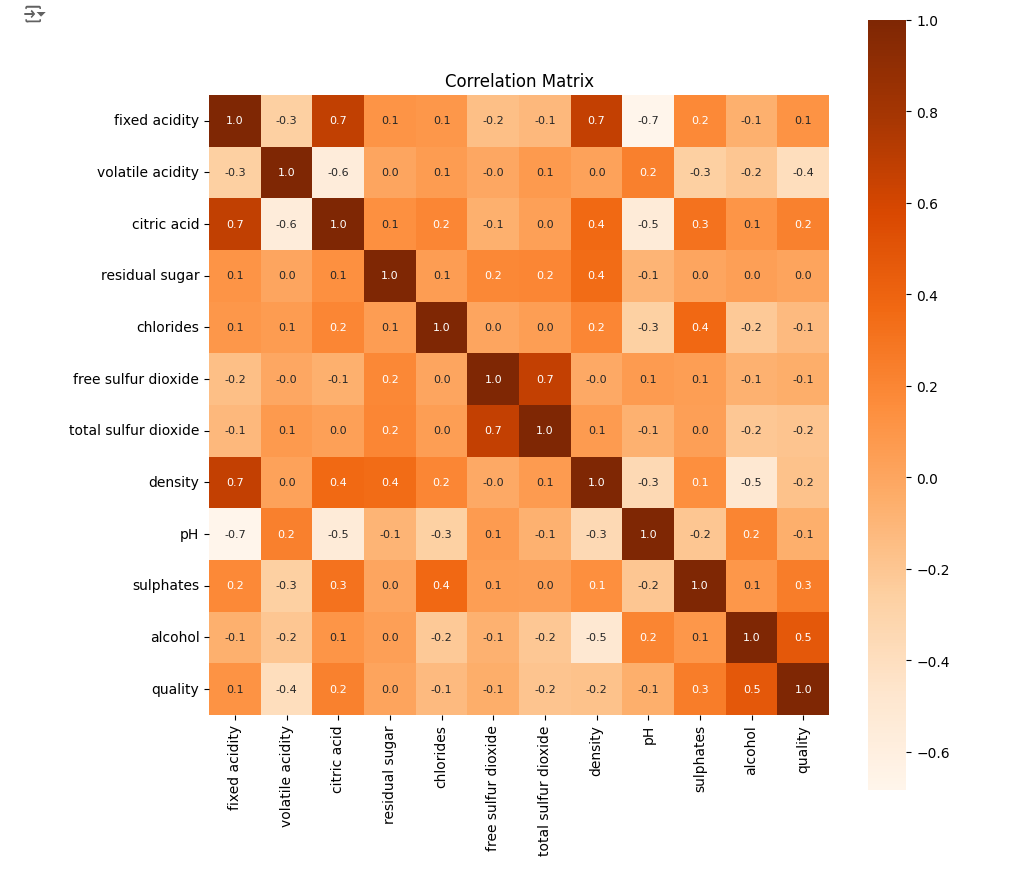 Correlation Matrix
fixed acidity 1.0 -0.3 0.7 0.1 0.1 -0.2 -0.1 0.7 -0.7 0.2 -0.1 0.1
volatile acidity -0.3 1.0 -0.6 0.0 0.1 -0.0 0.1 0.0 0.2 -0.3 -0.2 -0.4
citric acid 0.7 -0.6 1.0 0.1 0.2 -0.1 0.0 0.4 -0.5 0.3 0.1 0.2
residual sugar 0.1 0.0 0.1 1.0 0.1 0.2 0.2 0.4 -0.1 0.0 0.0 0.0
chlorides 0.1 0.1 0.2 0.1 1.0 0.0 0.0 0.2 -0.3 0.4 -0.2 -0.1
free sulfur dioxide -0.2 -0.0 -0.1 0.2 0.0 1.0 0.7 -0.0 0.1 0.1 -0.1 -0.1
total sulfur dioxide -0.1 0.1 0.0 0.2 0.0 0.7 1.0 0.1 -0.1 0.0 -0.2 -0.2
density 0.7 0.0 0.4 0.4 0.2 -0.0 0.1 1.0 -0.3 0.1 -0.5 -0.2
pH -0.7 0.2 -0.5 -0.1 -0.3 0.1 -0.1 -0.3 1.0 -0.2 0.2 -0.1
sulphates 0.2 -0.3 0.3 0.0 0.4 0.1 0.0 0.1 -0.2 1.0 0.1 0.3
alcohol -0.1 -0.2 0.1 0.0 -0.2 -0.1 -0.2 -0.5 0.2 0.1 1.0 0.5
quality 0.1 -0.4 0.2 0.0 -0.1 -0.1 -0.2 -0.2 -0.1 0.3 0.5 1.0
fixed acidity
volatile acidity
citric acid
residual sugar
chlorides
free sulfur dioxide
total sulfur dioxide
density
pH
sulphates
alcohol
quality
1.0
0.8
0.6
0.4
0.2
0.0
−0.2
−0.4
−0.6